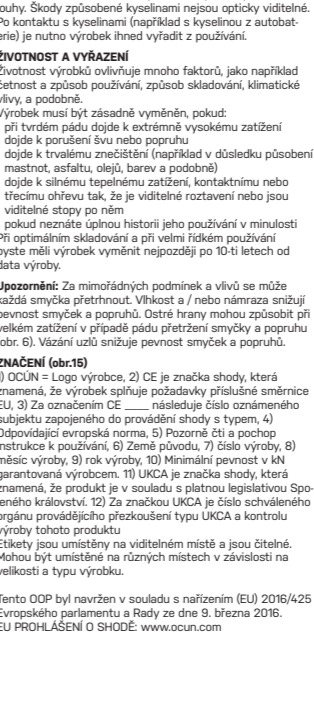 louhy. Škody způsobené kyselinami nejsou opticky viditelné.
Po kontaktu s kyselinami (například s kyselinou z autobat-
erie) je nutno výrobek ihned vyřadit z používání.
ŽIVOTNOST A VYŘAZENÍ
Životnost výrobků ovlivňuje mnoho faktorů, jako například
četnost a způsob používání, způsob skladování, klimatické
vlivy, a podobně.
Výrobek musí být zásadně vyměněn, pokud:
při tvrdém pádu dojde k extrémně vysokému zatížení
dojde k porušení švu nebo popruhu
dojde k trvalému znečištění (například v důsledku působení
mastnot, asfaltu, olejů, barev a podobně)
dojde k silnému tepelnému zatížení, kontaktnímu nebo
třecímu ohřevu tak, že je viditelné roztavení nebo jsou
viditelné stopy po něm
pokud neznáte úplnou historii jeho používání v minulosti
Při optimálním skladování a při velmi řídkém používání
byste měli výrobek vyměnit nejpozději po 10-ti letech od
data výroby.
Upozornění: Za mimořádných podmínek a vlivů se může
každá smyčka přetrhnout. Vlhkost a / nebo námraza snižují
pevnost smyček a popruhů. Ostré hrany mohou způsobit při
velkém zatížení v případě pádu přetržení smyčky a popruhu
(obr. 6). Vázání uzlů snižuje pevnost smyček a popruhů.
ZNAČENÍ (obr.15)
1) OCÚN = Logo výrobce, 2) CE je značka shody, která
znamená, že výrobek splňuje požadavky příslušné směrnice
EU, 3) Za označením CE ____ následuje číslo oznámeného
subjektu zapojeného do provádění shody s typem, 4)
Odpovídající evropská norma, 5) Pozorně čti a pochop
instrukce k používání, 6) Země původu, 7) číslo výroby, 8)
měsíc výroby, 9) rok výroby, 10) Minimální pevnost v kN
garantovaná výrobcem. 11) UKCA je značka shody, která
znamená, že produkt je v souladu s platnou legislativou Spo-
jeného království. 12) Za značkou UKCA je číslo schváleného
orgánu provádějícího přezkoušení typu UKCA a kontrolu
výroby tohoto produktu
Etikety jsou umístěny na viditelném místě a jsou čitelné.
Mohou být umístěné na různých místech v závislosti na
velikosti a typu výrobku.
Tento OOP byl navržen v souladu s nařízením (EU) 2016/425
Evropského parlamentu a Rady ze dne 9. března 2016.
EU PROHLÁŠENÍ O SHODĚ: www.ocun.com